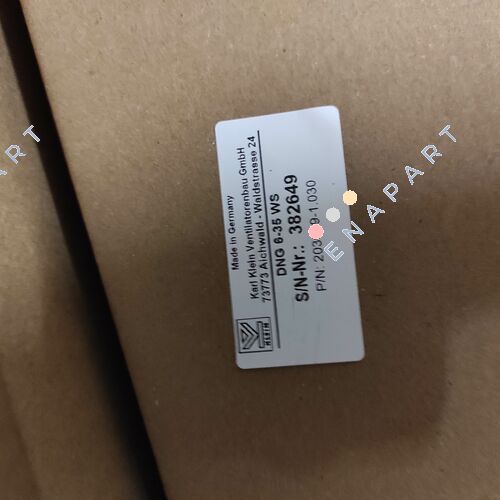 Made in Germany
Karl Klein Ventilatorenbau GmbH
73773 Aichwald - Waldstrasse 24
DNG 6-35 WS
S/N-Nr.: 382649
P/N:
KLEIN
ENAPART